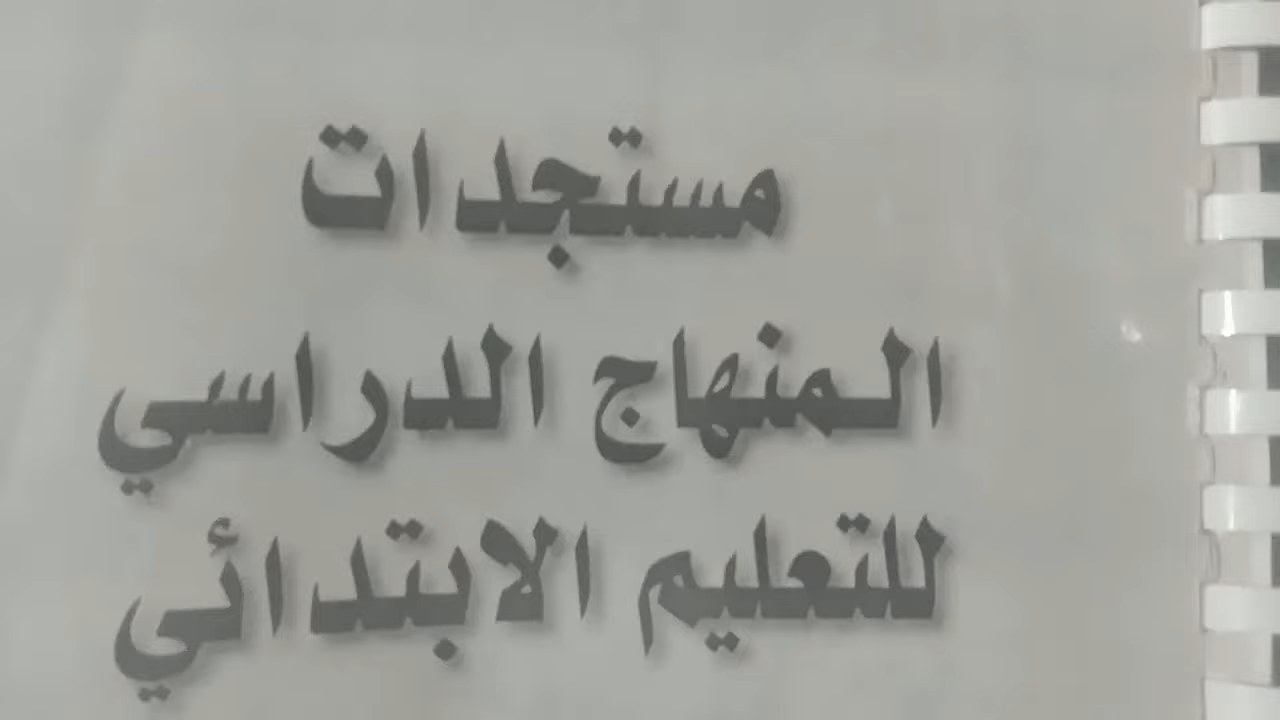 مستجدات
المنهاج الدراسي
للتعليم الابتدائي